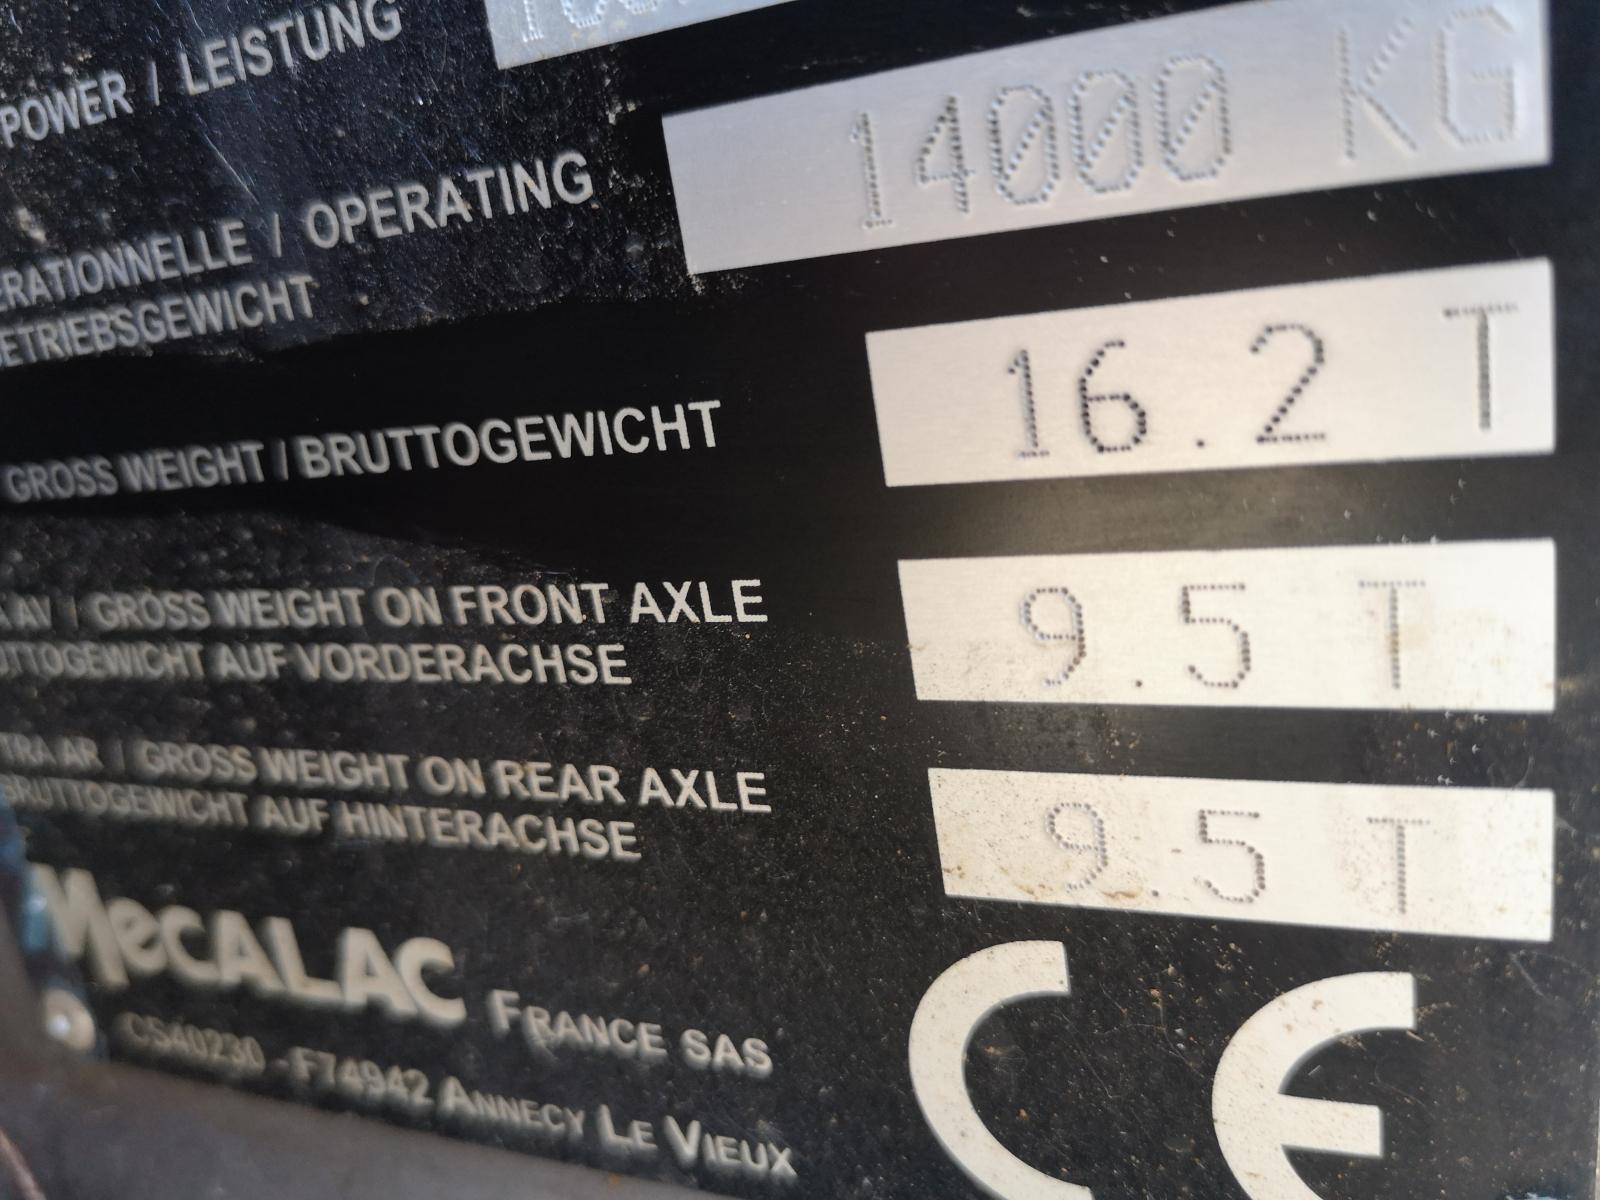 POWER / LEISTUNG
ERATIONNELLE / OPERATING 14000 KG
BETRIEBSGEWICHT
GROSS WEIGHT / BRUTTOGEWICHT 16.2 T
AV / GROSS WEIGHT ON FRONT AXLE 9.5 T
UTTOGEWICHT AUF VORDERACHSE
TRA AR / GROSS WEIGHT ON REAR AXLE 9.5 T
BRUTTOGEWICHT AUF HINTERACHSE
MECALAC FRANCE SAS
CS40230 - F74942 ANNECY LE VIEUX
CE